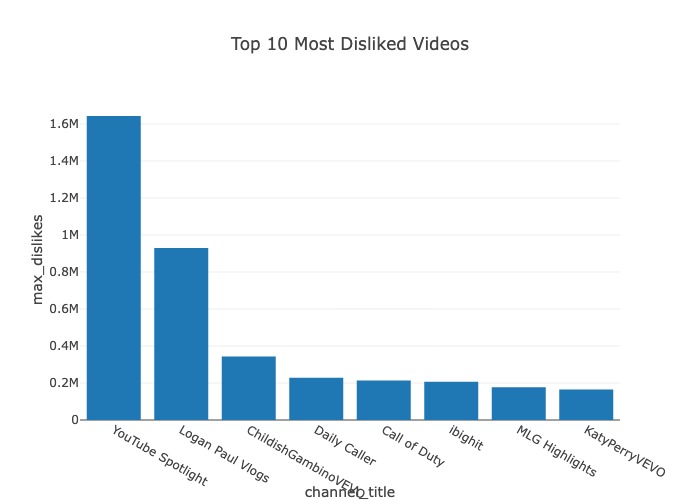 Top 10 Most Disliked Videos
max_dislikes
1.6M
1.4M
1.2M
1M
0.8M
0.6M
0.4M
0.2M
0
YouTube Spotlight
Logan Paul Vlogs
ChildishGambinoVEVO
Daily Caller
Call of Duty
ibighit
MLG Highlights
KatyPerryVEVO
channel_title